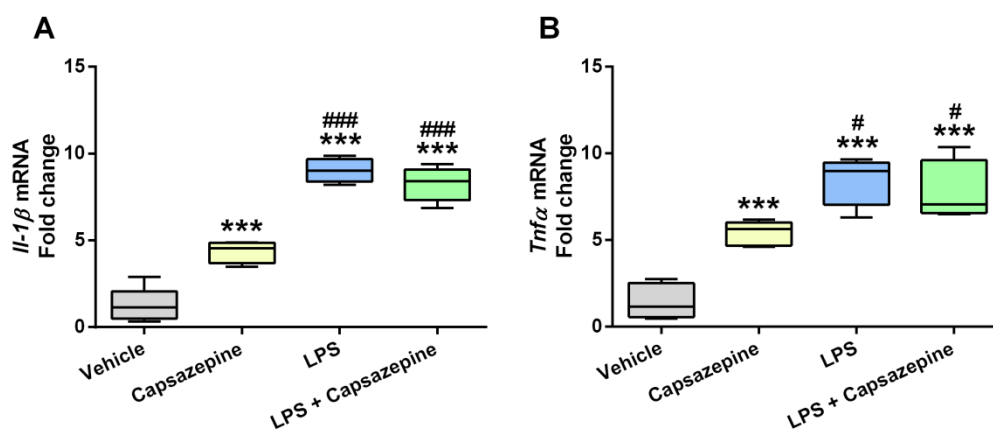 A
Il-1β mRNA
Fold change
15
10
5
0
***
###
***
###
***
Vehicle
Capsazepine
LPS
LPS + Capsazepine
B
Tnfα mRNA
Fold change
15
10
5
0
***
#
***
#
***
Vehicle
Capsazepine
LPS
LPS + Capsazepine